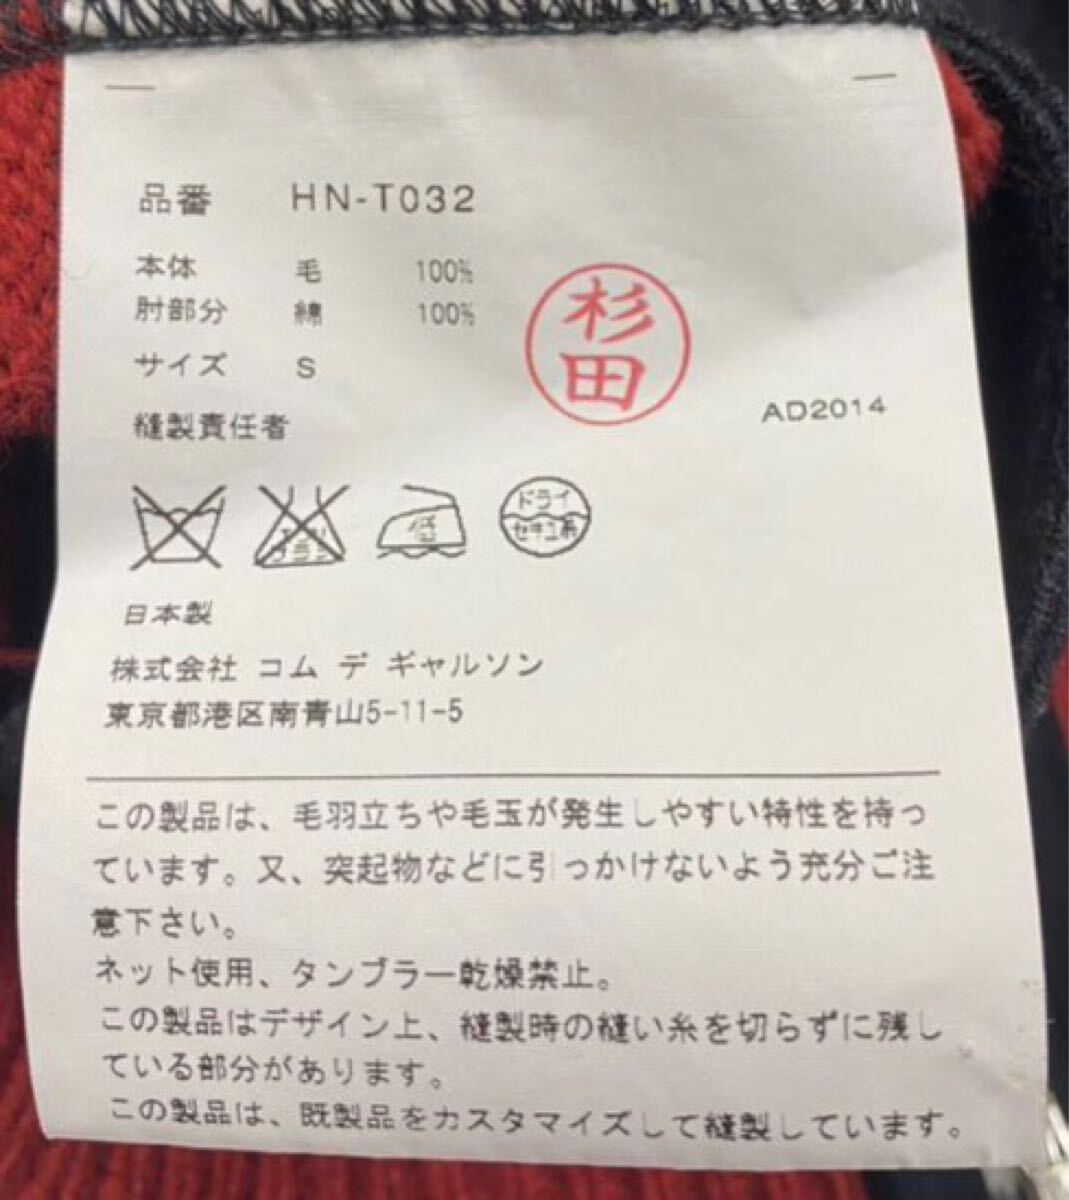 品番 HN-T032
本体 毛 100%
肘部分 綿 100%
サイズ S
縫製責任者
杉田
AD2014
低
ドライ
セキユ系
日本製
株式会社 コム デ ギャルソン
東京都港区南青山5-11-5
この製品は、毛羽立ちや毛玉が発生しやすい特性を持っ
ています。又、突起物などに引っかけないよう充分ご注
意下さい。
ネット使用、タンブラー乾燥禁止。
この製品はデザイン上、縫製時の縫い糸を切らずに残し
ている部分があります。
この製品は、既製品をカスタマイズして縫製しています。